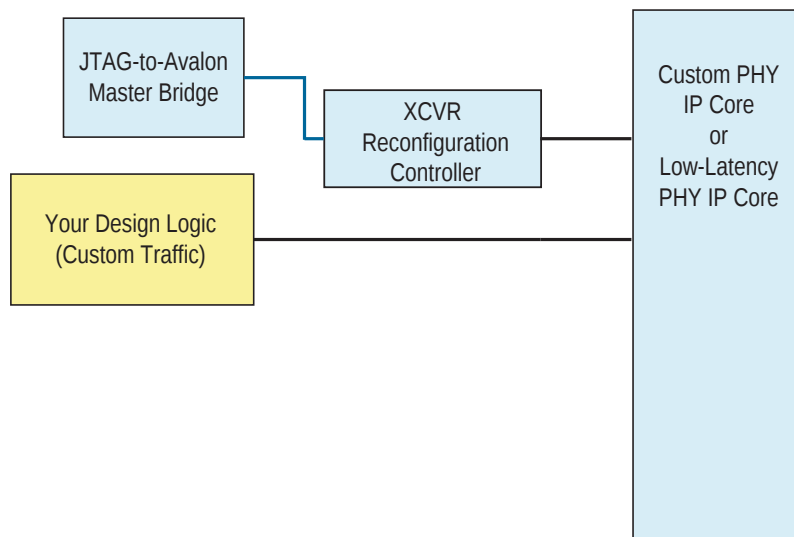 JTAG-to-Avalon
Master Bridge
XCVR
Reconfiguration
Controller
Custom PHY
IP Core
or
Low-Latency
PHY IP Core
Your Design Logic
(Custom Traffic)